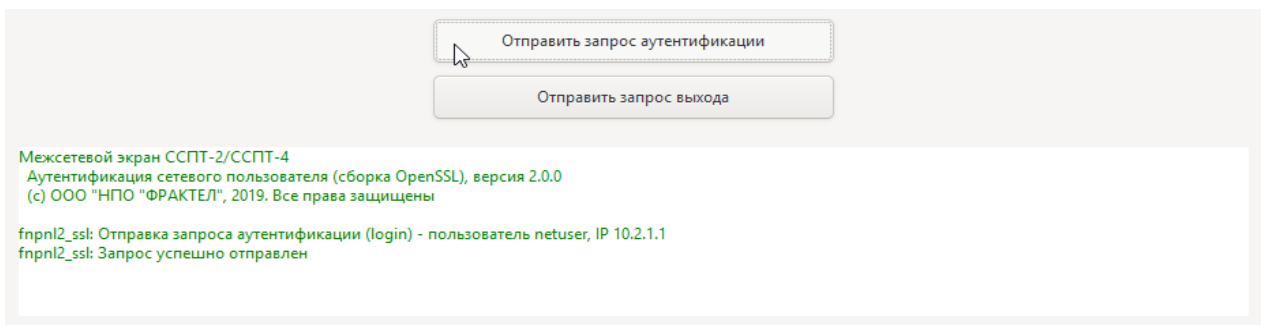 Отправить запрос аутентификации
Отправить запрос выхода
Межсетевой экран ССПТ-2/ССПТ-4
Аутентификация сетевого пользователя (сборка OpenSSL), версия 2.0.0
(c) ООО "НПО "ФРАКТЕЛ", 2019. Все права защищены
fnpnl2_ssl: Отправка запроса аутентификации (login) - пользователь netuser, IP 10.2.1.1
fnpnl2_ssl: Запрос успешно отправлен